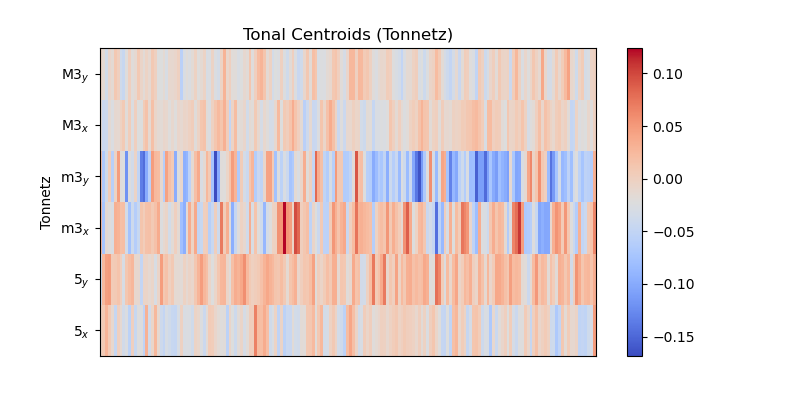 Tonal Centroids (Tonnetz)
Tonnetz
M3y
M3x
m3y
m3x
5y
5x
0.10
0.05
0.00
−0.05
−0.10
−0.15